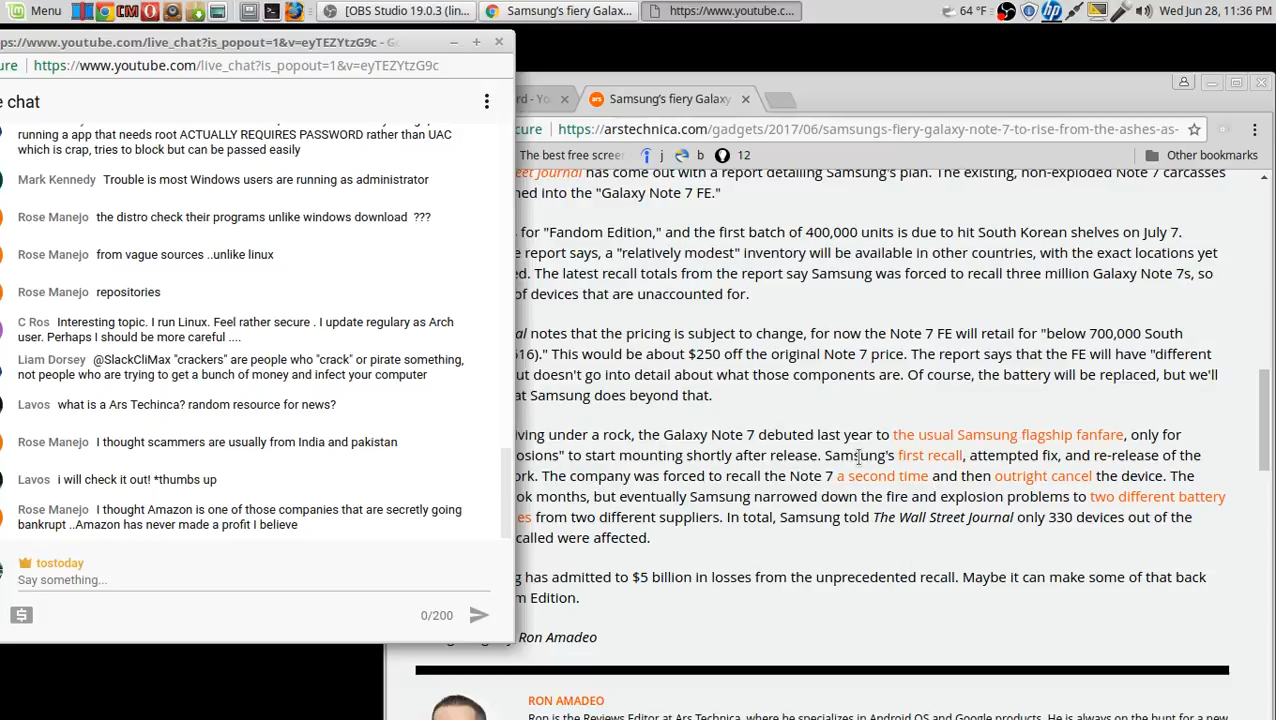 Menu
[OBS Studio 19.0.3 (lin...
Samsung's fiery Galax...
https://www.youtube.c...
64 °F
Wed Jun 28, 11:36 PM
ps://www.youtube.com/live_chat?is_popout=1&v=eyTEZYtzG9c - Go
ure https://www.youtube.com/live_chat?is_popout=1&v=eyTEZYtzG9c
e chat
running a app that needs root ACTUALLY REQUIRES PASSWORD rather than UAC
which is crap, tries to block but can be passed easily
Mark Kennedy Trouble is most Windows users are running as administrator
Rose Manejo the distro check their programs unlike windows download ???
Rose Manejo from vague sources ..unlike linux
Rose Manejo repositories
C Ros Interesting topic. I run Linux. Feel rather secure . I update regulary as Arch
user. Perhaps I should be more careful ....
Liam Dorsey @SlackCliMax "crackers" are people who "crack" or pirate something,
not people who are trying to get a bunch of money and infect your computer
Lavos what is a Ars Techinca? random resource for news?
Rose Manejo I thought scammers are usually from India and pakistan
Lavos i will check it out! *thumbs up
Rose Manejo I thought Amazon is one of those companies that are secretly going
bankrupt ..Amazon has never made a profit I believe
tostoday
Say something...
0/200
rd - Yo
Samsung's fiery Galaxy
cure https://arstechnica.com/gadgets/2017/06/samsungs-fiery-galaxy-note-7-to-rise-from-the-ashes-as-
The best free screen
j
b
12
Other bookmarks
eet Journal has come out with a report detailing Samsung's plan. The existing, non-exploded Note 7 carcasses
ned into the "Galaxy Note 7 FE."
s for "Fandom Edition," and the first batch of 400,000 units is due to hit South Korean shelves on July 7.
e report says, a "relatively modest" inventory will be available in other countries, with the exact locations yet
ed. The latest recall totals from the report say Samsung was forced to recall three million Galaxy Note 7s, so
of devices that are unaccounted for.
nal notes that the pricing is subject to change, for now the Note 7 FE will retail for "below 700,000 South
616)." This would be about $250 off the original Note 7 price. The report says that the FE will have "different
ut doesn't go into detail about what those components are. Of course, the battery will be replaced, but we'll
at Samsung does beyond that.
iving under a rock, the Galaxy Note 7 debuted last year to the usual Samsung flagship fanfare, only for
osions" to start mounting shortly after release. Samsung's first recall, attempted fix, and re-release of the
rk. The company was forced to recall the Note 7 a second time and then outright cancel the device. The
ok months, but eventually Samsung narrowed down the fire and explosion problems to two different battery
es from two different suppliers. In total, Samsung told The Wall Street Journal only 330 devices out of the
called were affected.
g has admitted to $5 billion in losses from the unprecedented recall. Maybe it can make some of that back
m Edition.
Ron Amadeo
RON AMADEO
Ron is the Reviews Editor at Ars Technica, where he specializes in Android OS and Google products. He is always on the hunt for a new